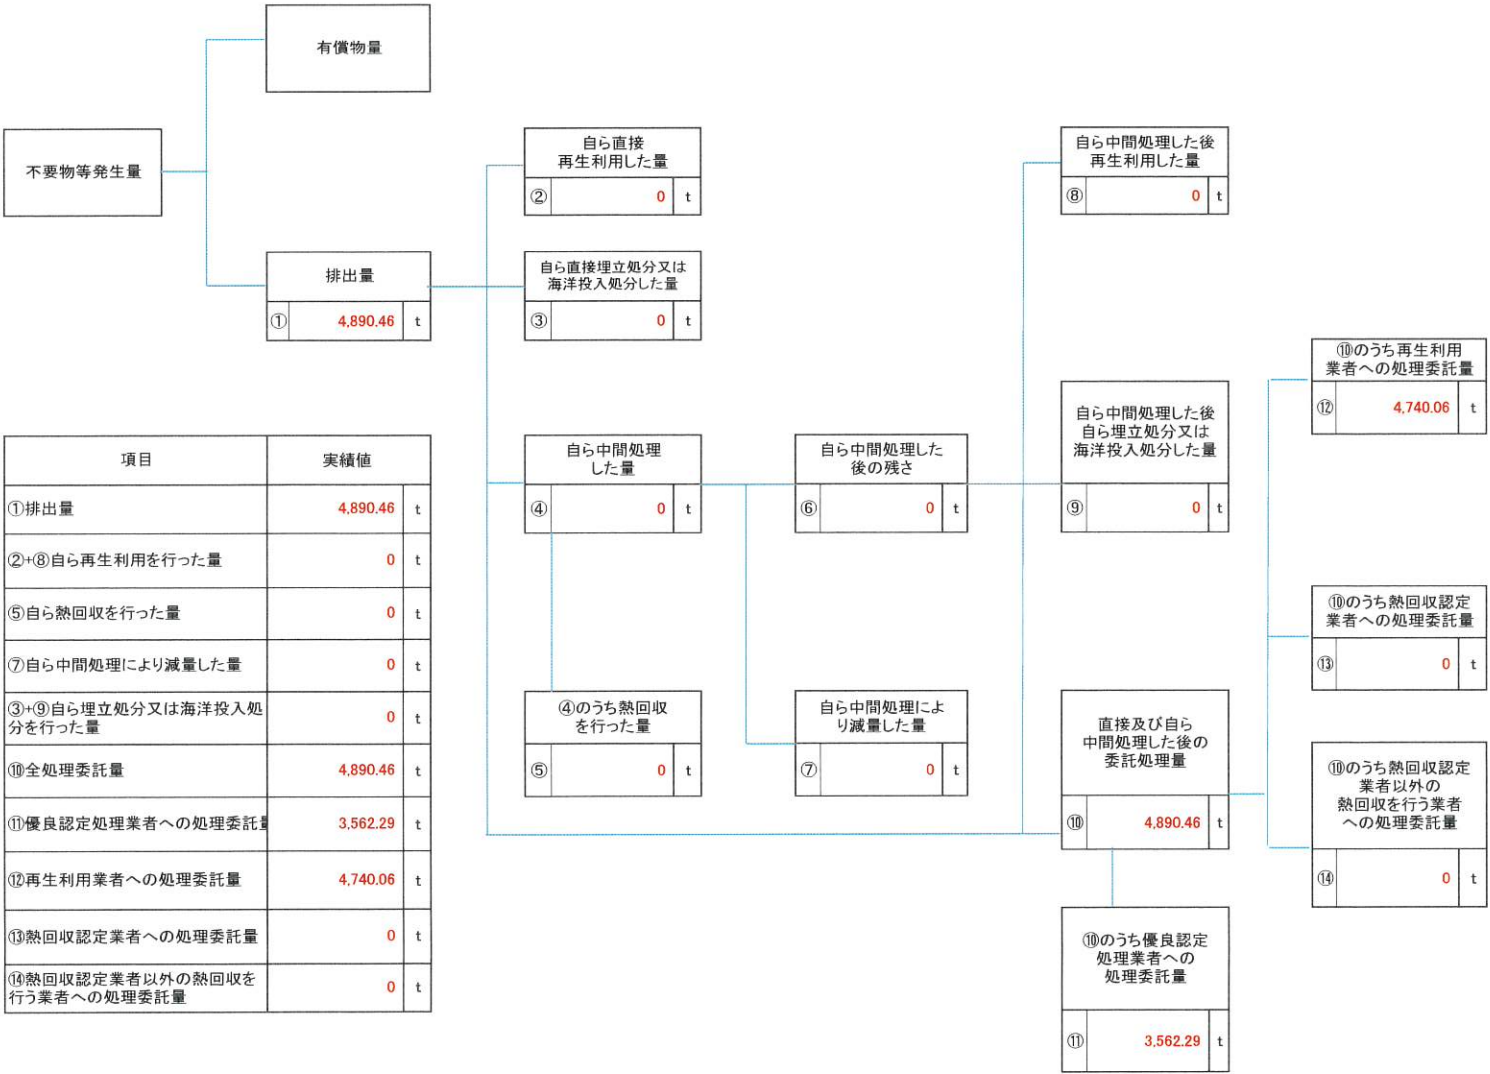 有償物量
不要物等発生量
排出量
① 4,890.46 t
自ら直接
再生利用した量
② 0 t
自ら直接埋立処分又は
海洋投入処分した量
③ 0 t
自ら中間処理
した量
④ 0 t
④のうち熱回収
を行った量
⑤ 0 t
自ら中間処理した
後の残さ
⑥ 0 t
自ら中間処理によ
り減量した量
⑦ 0 t
自ら中間処理した後
再生利用した量
⑧ 0 t
自ら中間処理した後
自ら埋立処分又は
海洋投入処分した量
⑨ 0 t
直接及び自ら
中間処理した後の
委託処理量
⑩ 4,890.46 t
⑩のうち優良認定
処理業者への
処理委託量
⑪ 3,562.29 t
⑩のうち再生利用
業者への処理委託量
⑫ 4,740.06 t
⑩のうち熱回収認定
業者への処理委託量
⑬ 0 t
⑩のうち熱回収認定
業者以外の
熱回収を行う業者
への処理委託量
⑭ 0 t
項目 実績値
①排出量 4,890.46 t
②+⑧自ら再生利用を行った量 0 t
⑤自ら熱回収を行った量 0 t
⑦自ら中間処理により減量した量 0 t
③+⑨自ら埋立処分又は海洋投入処
分を行った量 0 t
⑩全処理委託量 4,890.46 t
⑪優良認定処理業者への処理委託量 3,562.29 t
⑫再生利用業者への処理委託量 4,740.06 t
⑬熱回収認定業者への処理委託量 0 t
⑭熱回収認定業者以外の熱回収を
行う業者への処理委託量 0 t